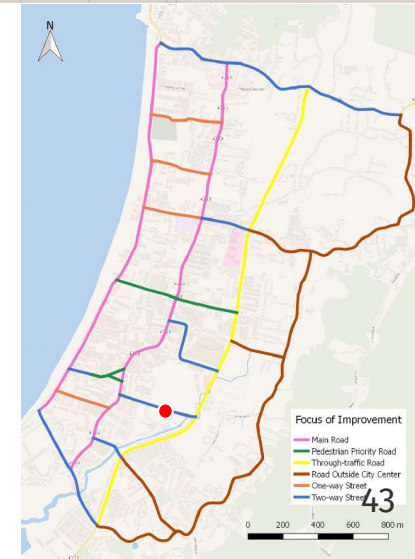 N
Focus of Improvement
Main Road
Pedestrian Priority Road
Through-traffic Road
Road Outside City Center
One-way Street
Two-way Street
43
0 200 400 600 800 m